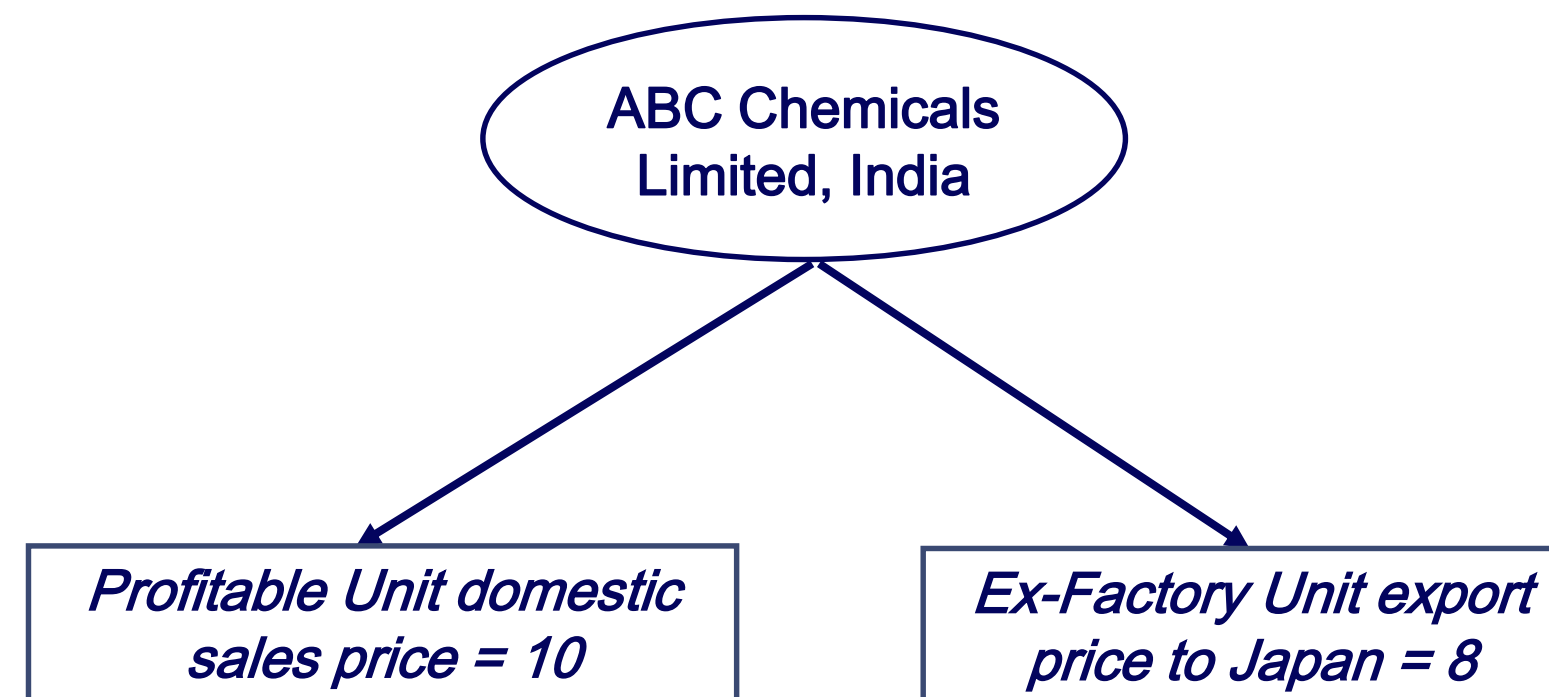 ABC Chemicals
Limited, India
Profitable Unit domestic
sales price = 10
Ex-Factory Unit export
price to Japan = 8